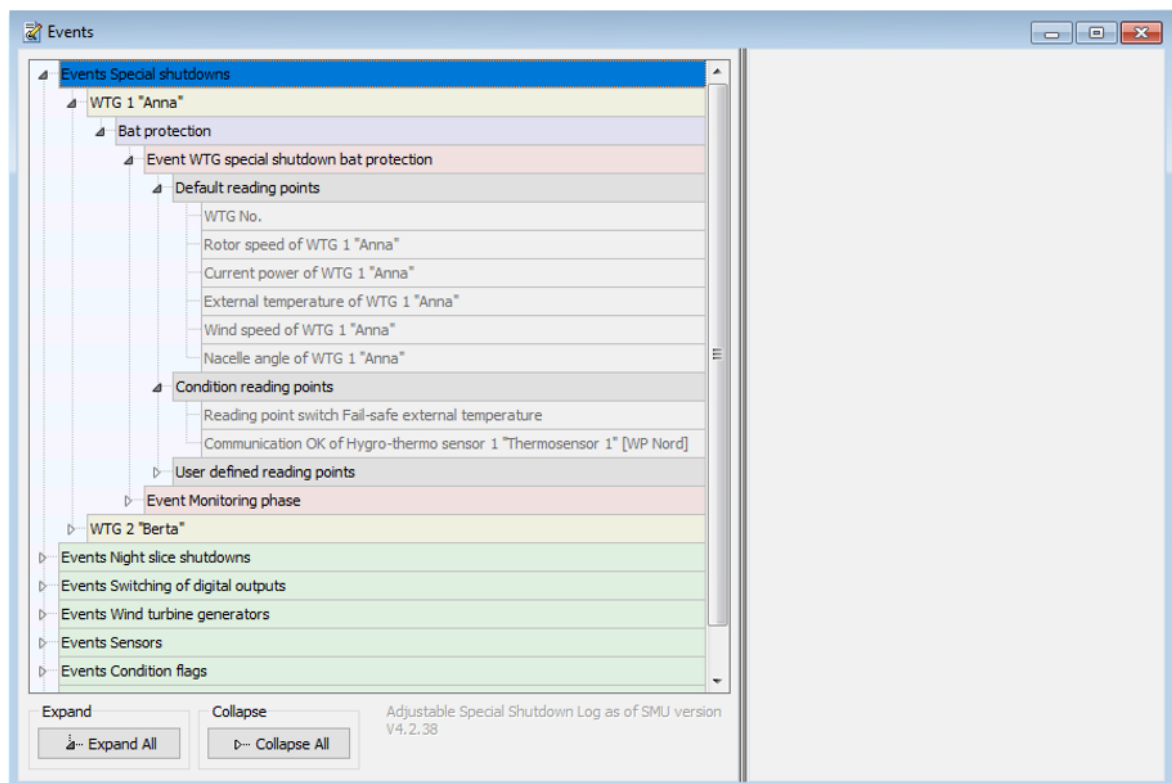 Events
Events Special shutdowns
WTG 1 "Anna"
Bat protection
Event WTG special shutdown bat protection
Default reading points
WTG No.
Rotor speed of WTG 1 "Anna"
Current power of WTG 1 "Anna"
External temperature of WTG 1 "Anna"
Wind speed of WTG 1 "Anna"
Nacelle angle of WTG 1 "Anna"
Condition reading points
Reading point switch Fail-safe external temperature
Communication OK of Hygro-thermo sensor 1 "Thermosensor 1" [WP Nord]
User defined reading points
Event Monitoring phase
WTG 2 "Berta"
Events Night slice shutdowns
Events Switching of digital outputs
Events Wind turbine generators
Events Sensors
Events Condition flags
Expand
Expand All
Collapse
Collapse All
Adjustable Special Shutdown Log as of SMU version
V4.2.38